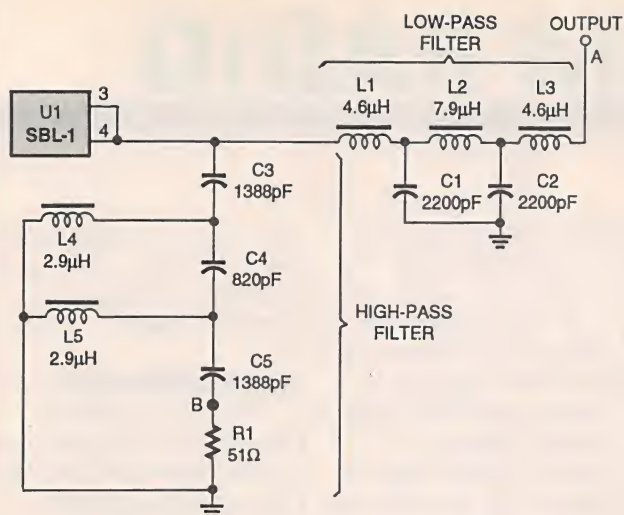 LOW-PASS
FILTER
OUTPUT
A
L1
4.6μH
L2
7.9μH
L3
4.6μH
U1
SBL-1
3
4
C3
1388pF
C1
2200pF
C2
2200pF
L4
2.9μH
C4
820pF
HIGH-PASS
FILTER
L5
2.9μH
C5
1388pF
B
R1
51Ω